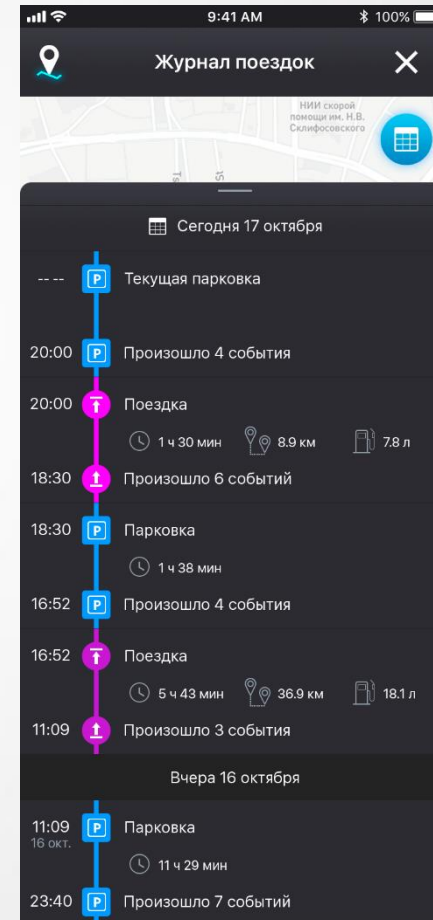 9:41 AM 100%
Журнал поездок
НИИ скорой
помощи им. Н.В.
Склифосовского
Сегодня 17 октября
-- -- P Текущая парковка
20:00 P Произошло 4 события
20:00 Поездка
1 ч 30 мин 8.9 км 7.8 л
18:30 Произошло 6 событий
18:30 P Парковка
1 ч 38 мин
16:52 P Произошло 4 события
16:52 Поездка
5 ч 43 мин 36.9 км 18.1 л
11:09 Произошло 3 события
Вчера 16 октября
11:09 P Парковка
16 окт.
11 ч 29 мин
23:40 P Произошло 7 событий